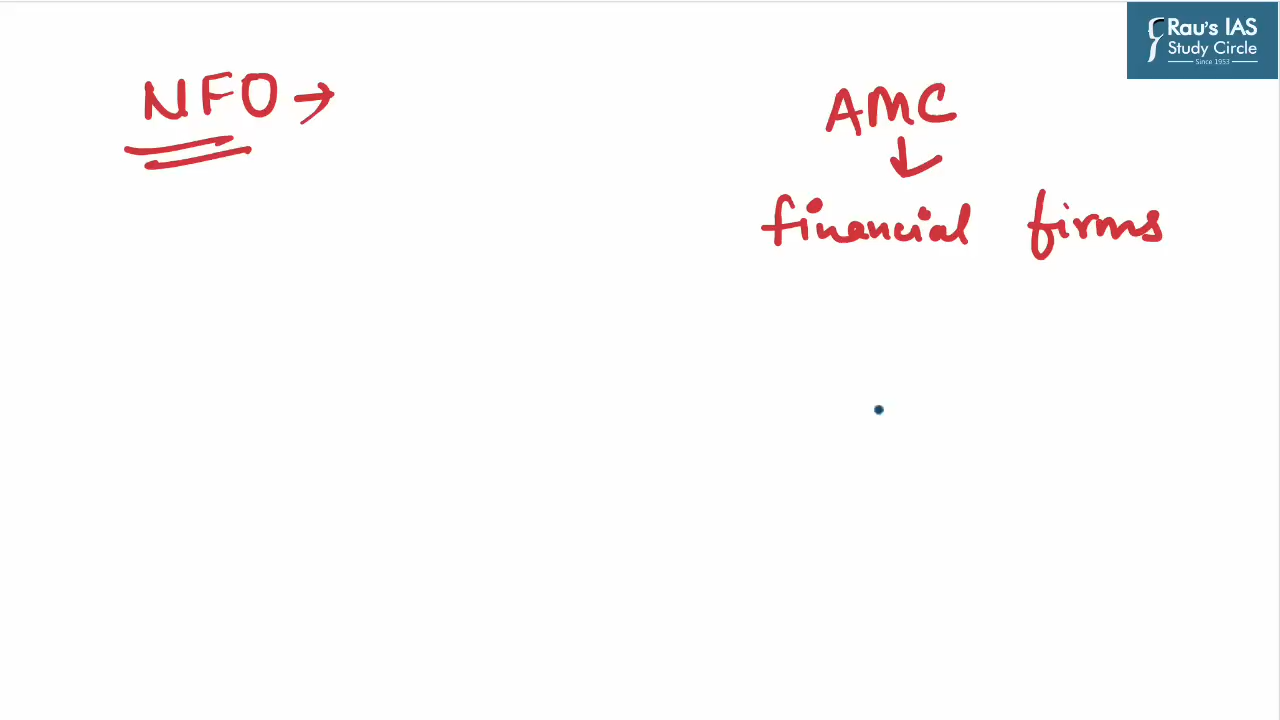 Rau's IAS
Study Circle
Since 1953
NFO →
AMC
↓
financial firms